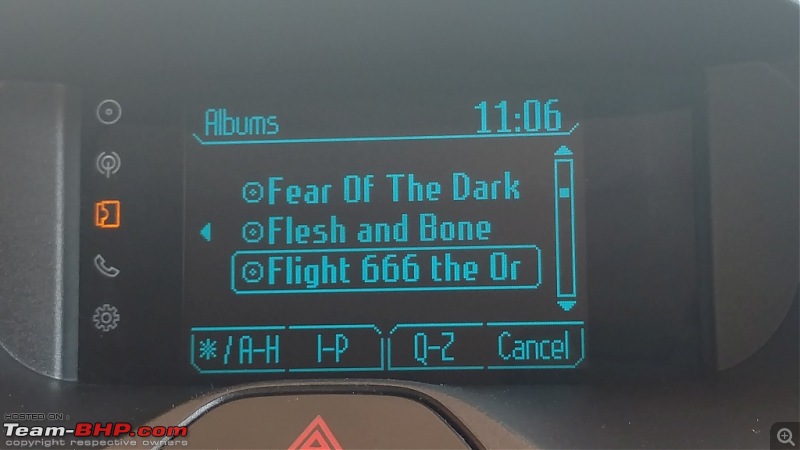 Albums 11:06
Fear Of The Dark
Flesh and Bone
Flight 666 the Or
*/A-H I-P Q-Z Cancel
HOSTED ON
Team-BHP.com
copyright respective owners